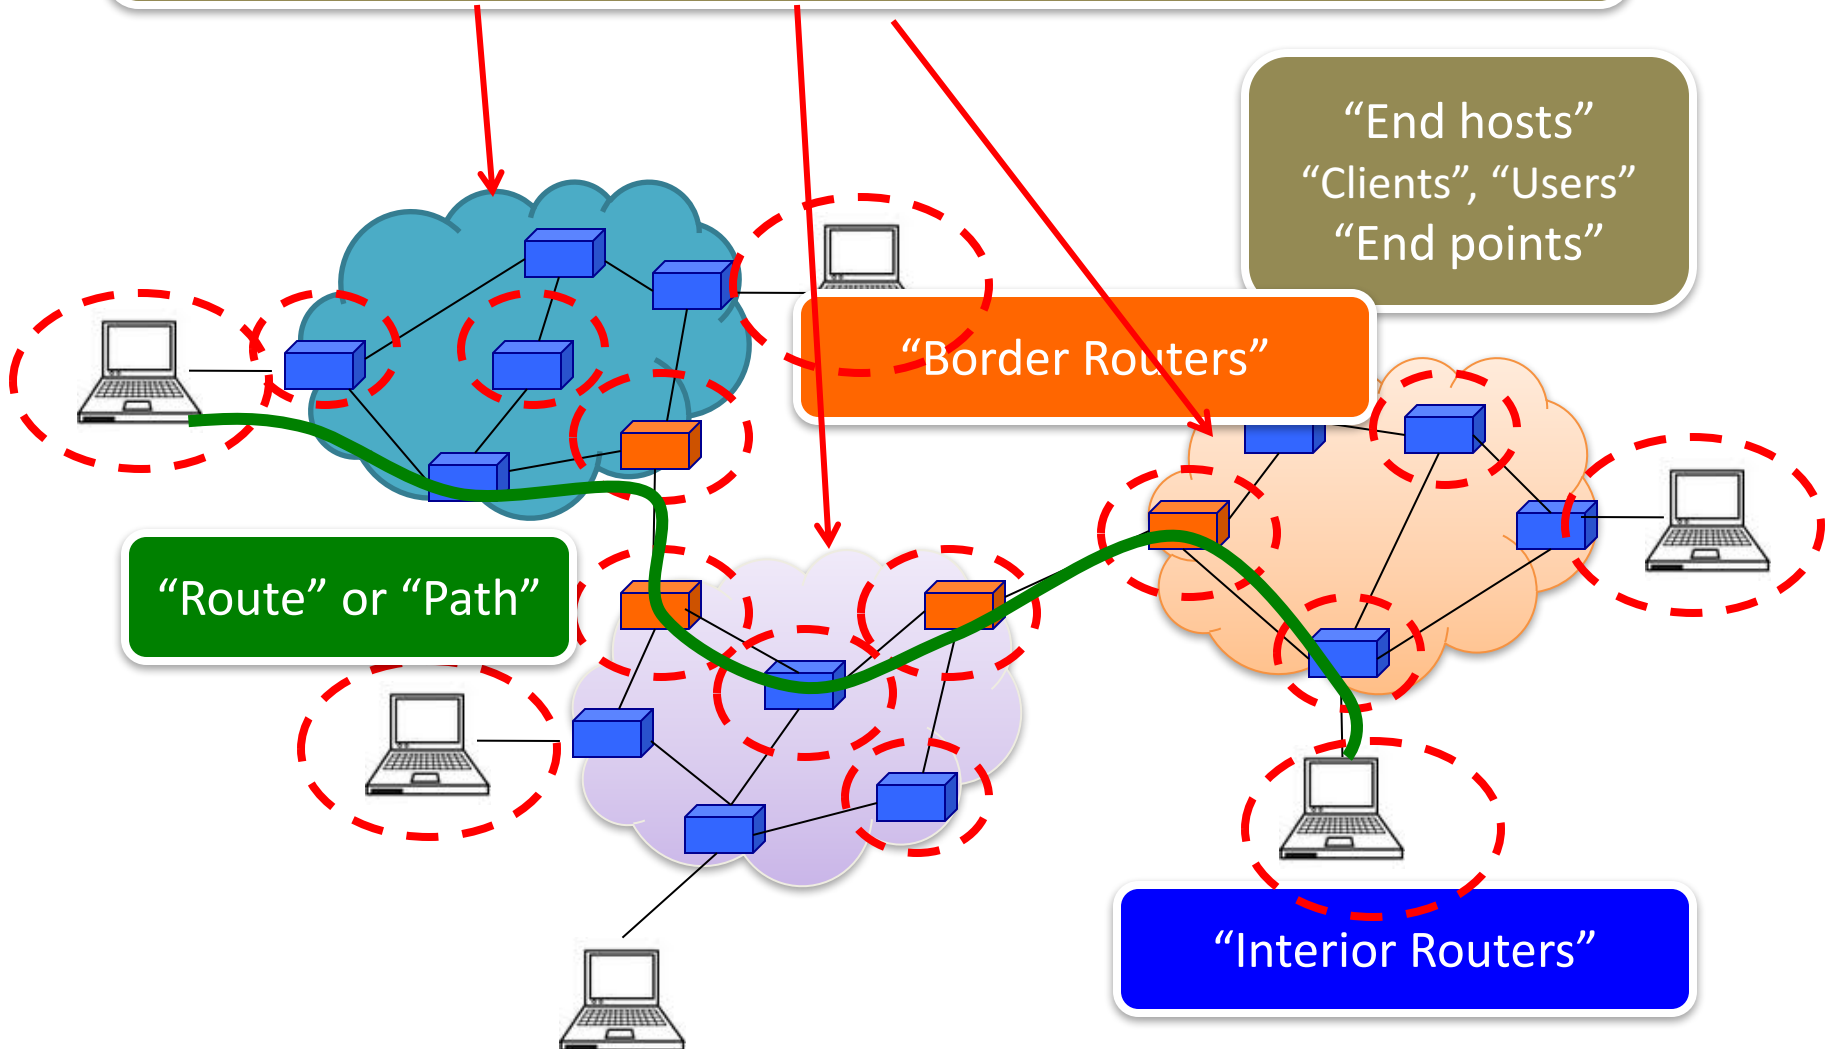 “End hosts”
“Clients”, “Users”
“End points”
“Border Routers”
“Route” or “Path”
“Interior Routers”